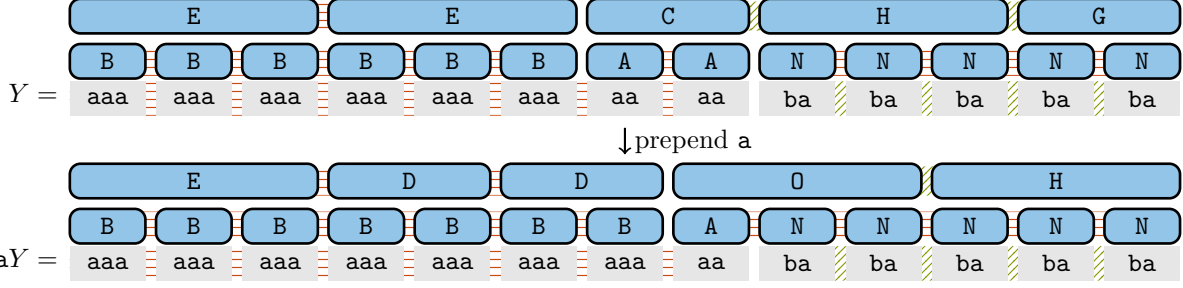 E E C H G
B B B B B B A A N N N N N
Y = aaa aaa aaa aaa aaa aaa aa aa ba ba ba ba ba
↓prepend a
E D D O H
B B B B B B B A N N N N N
aY = aaa aaa aaa aaa aaa aaa aaa aa ba ba ba ba ba